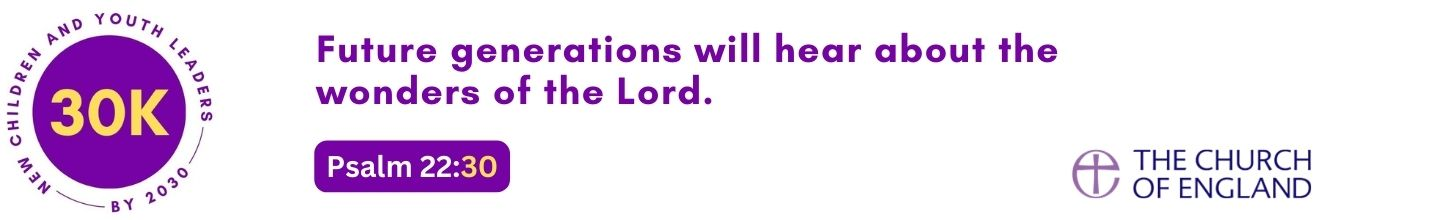 NEW CHILDREN AND YOUTH LEADERS
30K
BY 2030
Future generations will hear about the
wonders of the Lord.
Psalm 22:30
THE CHURCH
OF ENGLAND